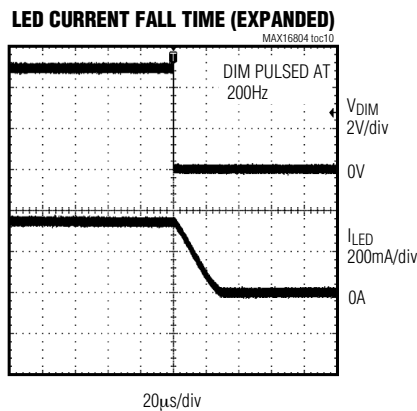 LED CURRENT FALL TIME (EXPANDED)
MAX16804 toc10
DIM PULSED AT
200Hz
VDIM
2V/div
0V
ILED
200mA/div
0A
20μs/div